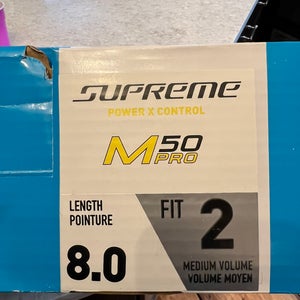 SUPREME
POWER X CONTROL
M50
PRO
LENGTH
POINTURE
8.0
FIT 2
MEDIUM VOLUME
VOLUME MOYEN